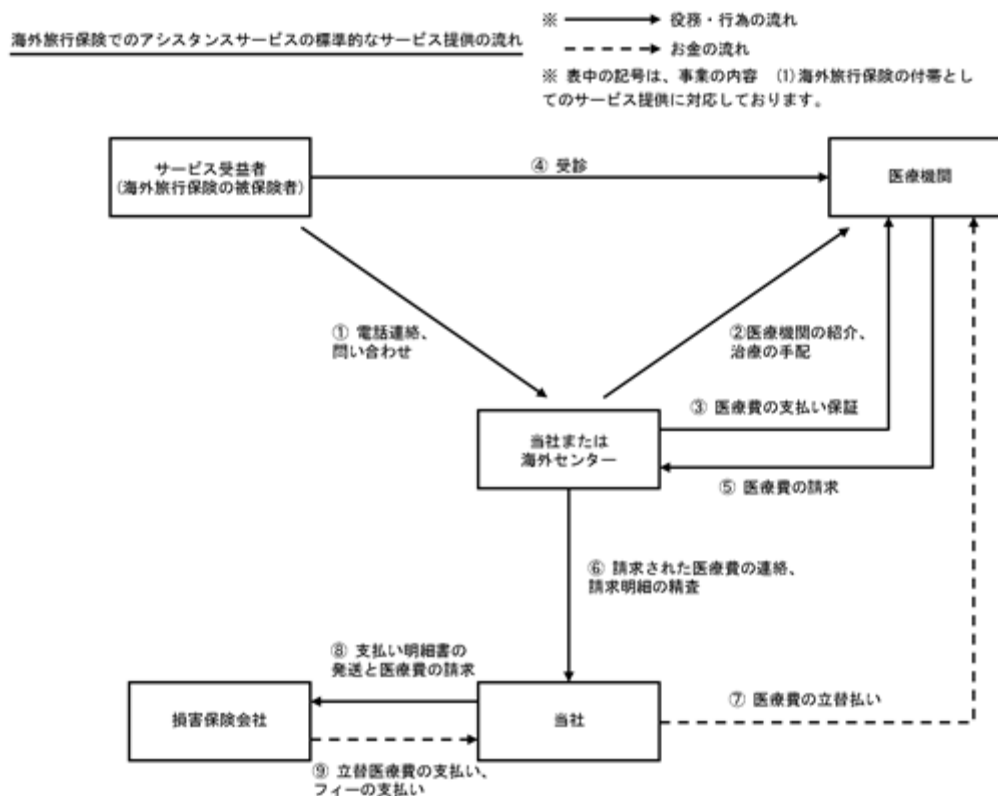 海外旅行保険でのアシスタンスサービスの標準的なサービス提供の流れ
※ 役務・行為の流れ
お金の流れ
※ 表中の記号は、事業の内容 (1)海外旅行保険の付帯とし
てのサービス提供に対応しております。
サービス受益者
(海外旅行保険の被保険者)
④ 受診
医療機関
① 電話連絡、
問い合わせ
②医療機関の紹介、
治療の手配
③ 医療費の支払い保証
当社または
海外センター
⑤ 医療費の請求
⑥ 請求された医療費の連絡、
請求明細の精査
⑧ 支払い明細書の
発送と医療費の請求
損害保険会社
当社
⑦ 医療費の立替払い
⑨ 立替医療費の支払い、
フィーの支払い